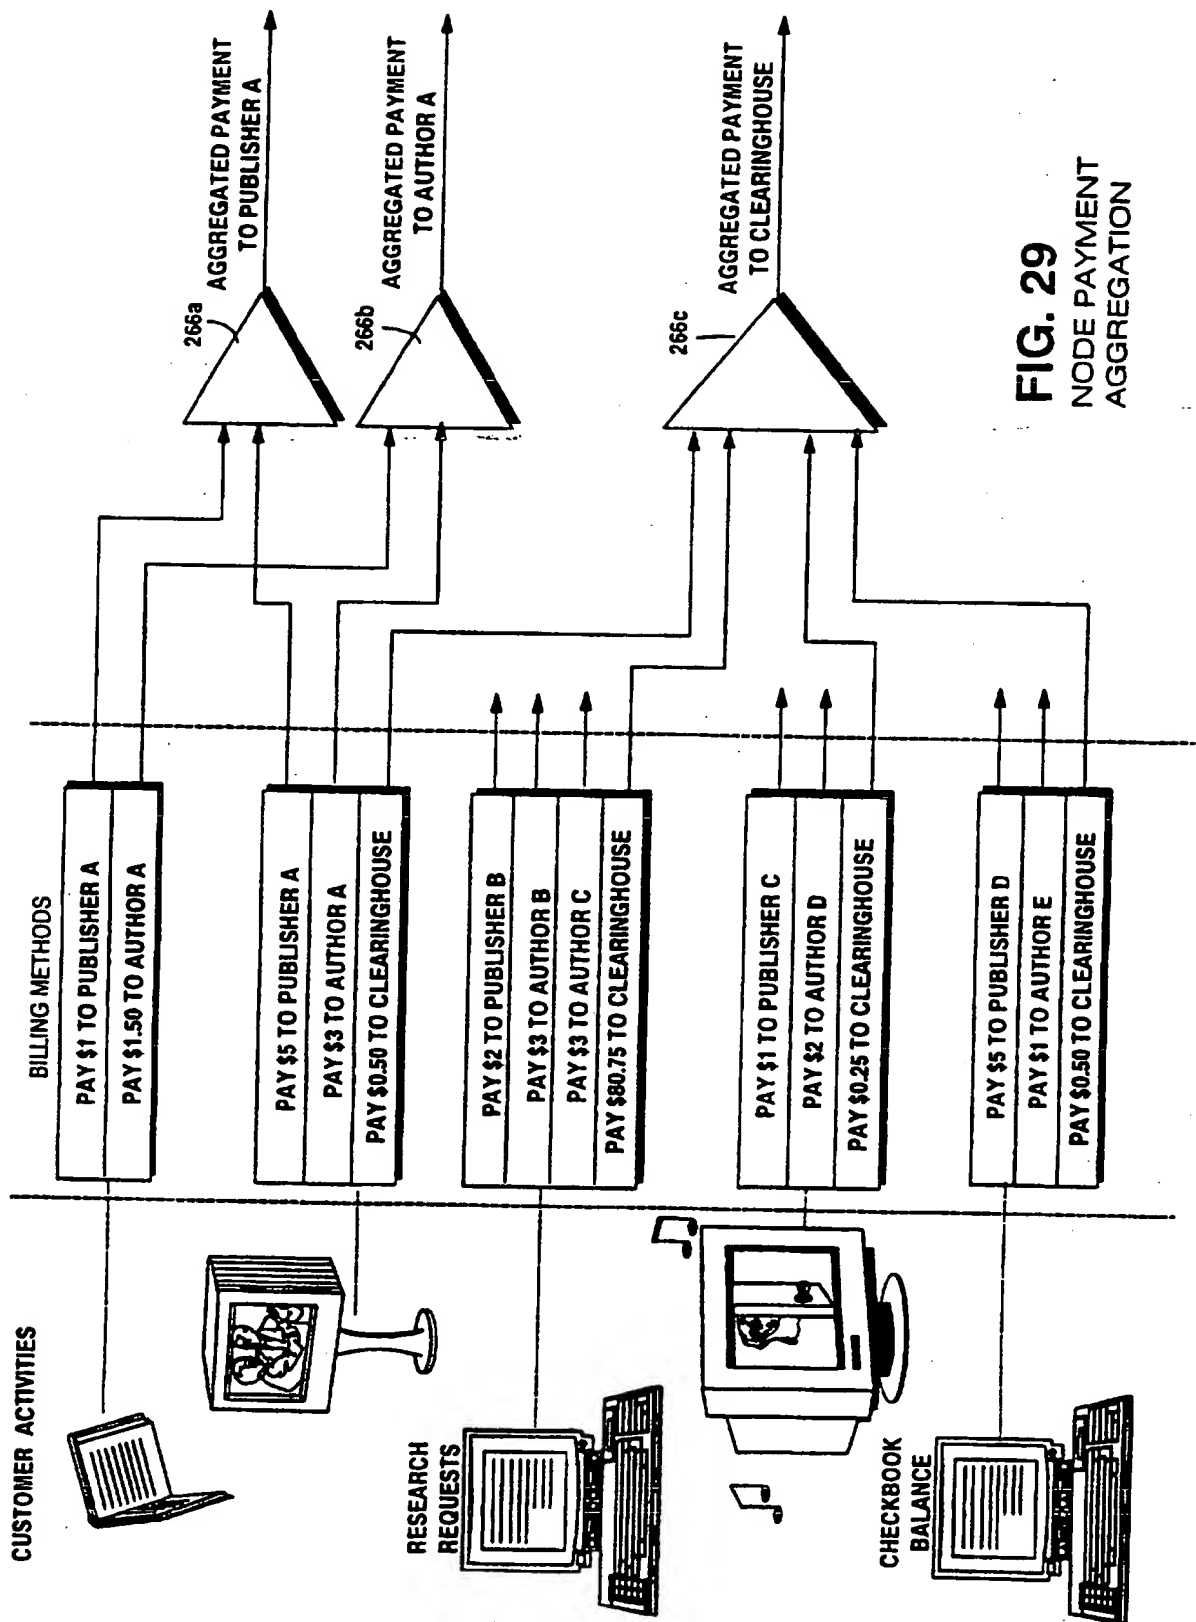 CUSTOMER ACTIVITIES
BILLING METHODS
PAY $1 TO PUBLISHER A
PAY $1.50 TO AUTHOR A
PAY $5 TO PUBLISHER A
PAY $3 TO AUTHOR A
PAY $0.50 TO CLEARINGHOUSE
RESEARCH
REQUESTS
PAY $2 TO PUBLISHER B
PAY $3 TO AUTHOR B
PAY $3 TO AUTHOR C
PAY $80.75 TO CLEARINGHOUSE
PAY $1 TO PUBLISHER C
PAY $2 TO AUTHOR D
PAY $0.25 TO CLEARINGHOUSE
CHECKBOOK
BALANCE
PAY $5 TO PUBLISHER D
PAY $1 TO AUTHOR E
PAY $0.50 TO CLEARINGHOUSE
266a
AGGREGATED PAYMENT
TO PUBLISHER A
266b
AGGREGATED PAYMENT
TO AUTHOR A
266c
AGGREGATED PAYMENT
TO CLEARINGHOUSE
FIG. 29
NODE PAYMENT
AGGREGATION